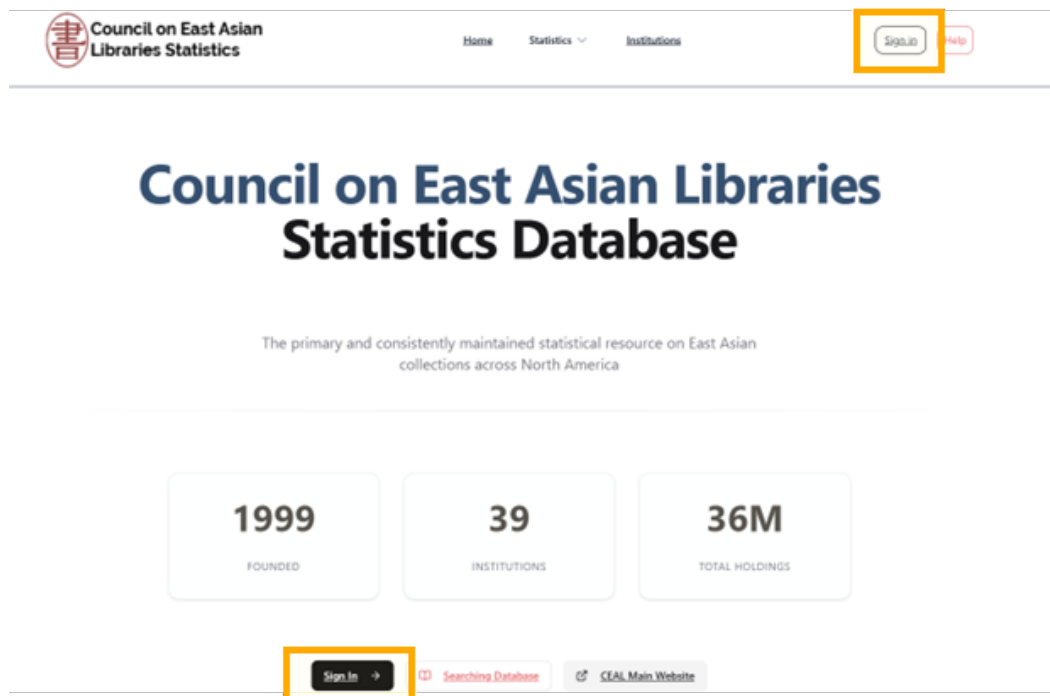 書
Council on East Asian
Libraries Statistics
Home
Statistics
Institutions
Sign in
Help
Council on East Asian Libraries
Statistics Database
The primary and consistently maintained statistical resource on East Asian
collections across North America
1999
39
36M
FOUNDED
INSTITUTIONS
TOTAL HOLDINGS
Sign In
Searching Database
CEAL Main Website